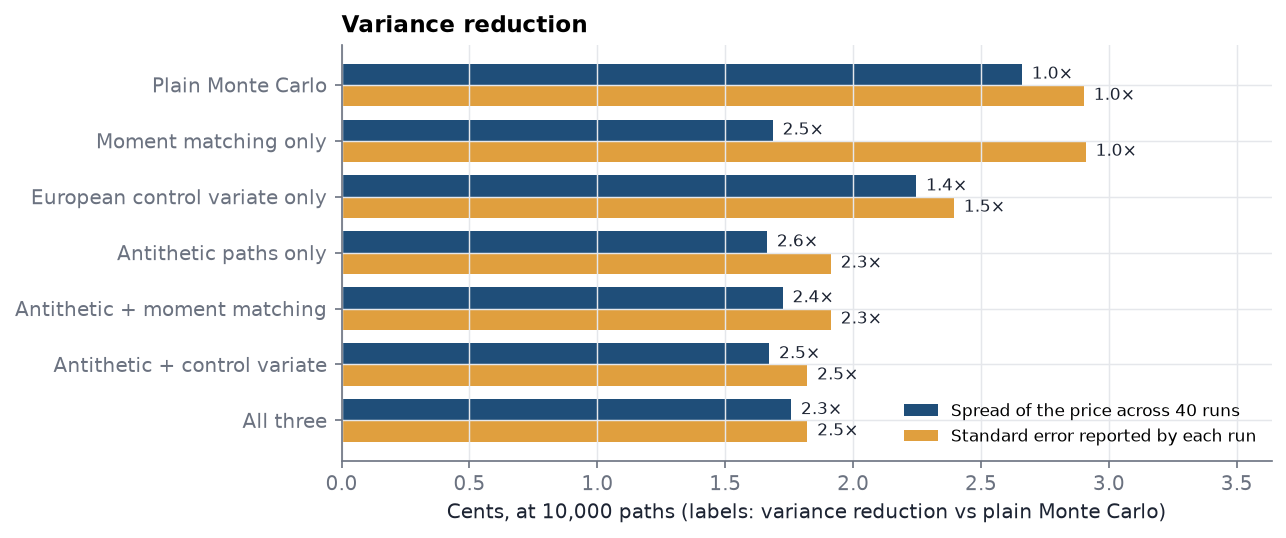 Variance reduction
Plain Monte Carlo
1.0×
1.0×
Moment matching only
2.5×
1.0×
European control variate only
1.4×
1.5×
Antithetic paths only
2.6×
2.3×
Antithetic + moment matching
2.4×
2.3×
Antithetic + control variate
2.5×
2.5×
All three
2.3×
2.5×
Spread of the price across 40 runs
Standard error reported by each run
0.0 0.5 1.0 1.5 2.0 2.5 3.0 3.5
Cents, at 10,000 paths (labels: variance reduction vs plain Monte Carlo)